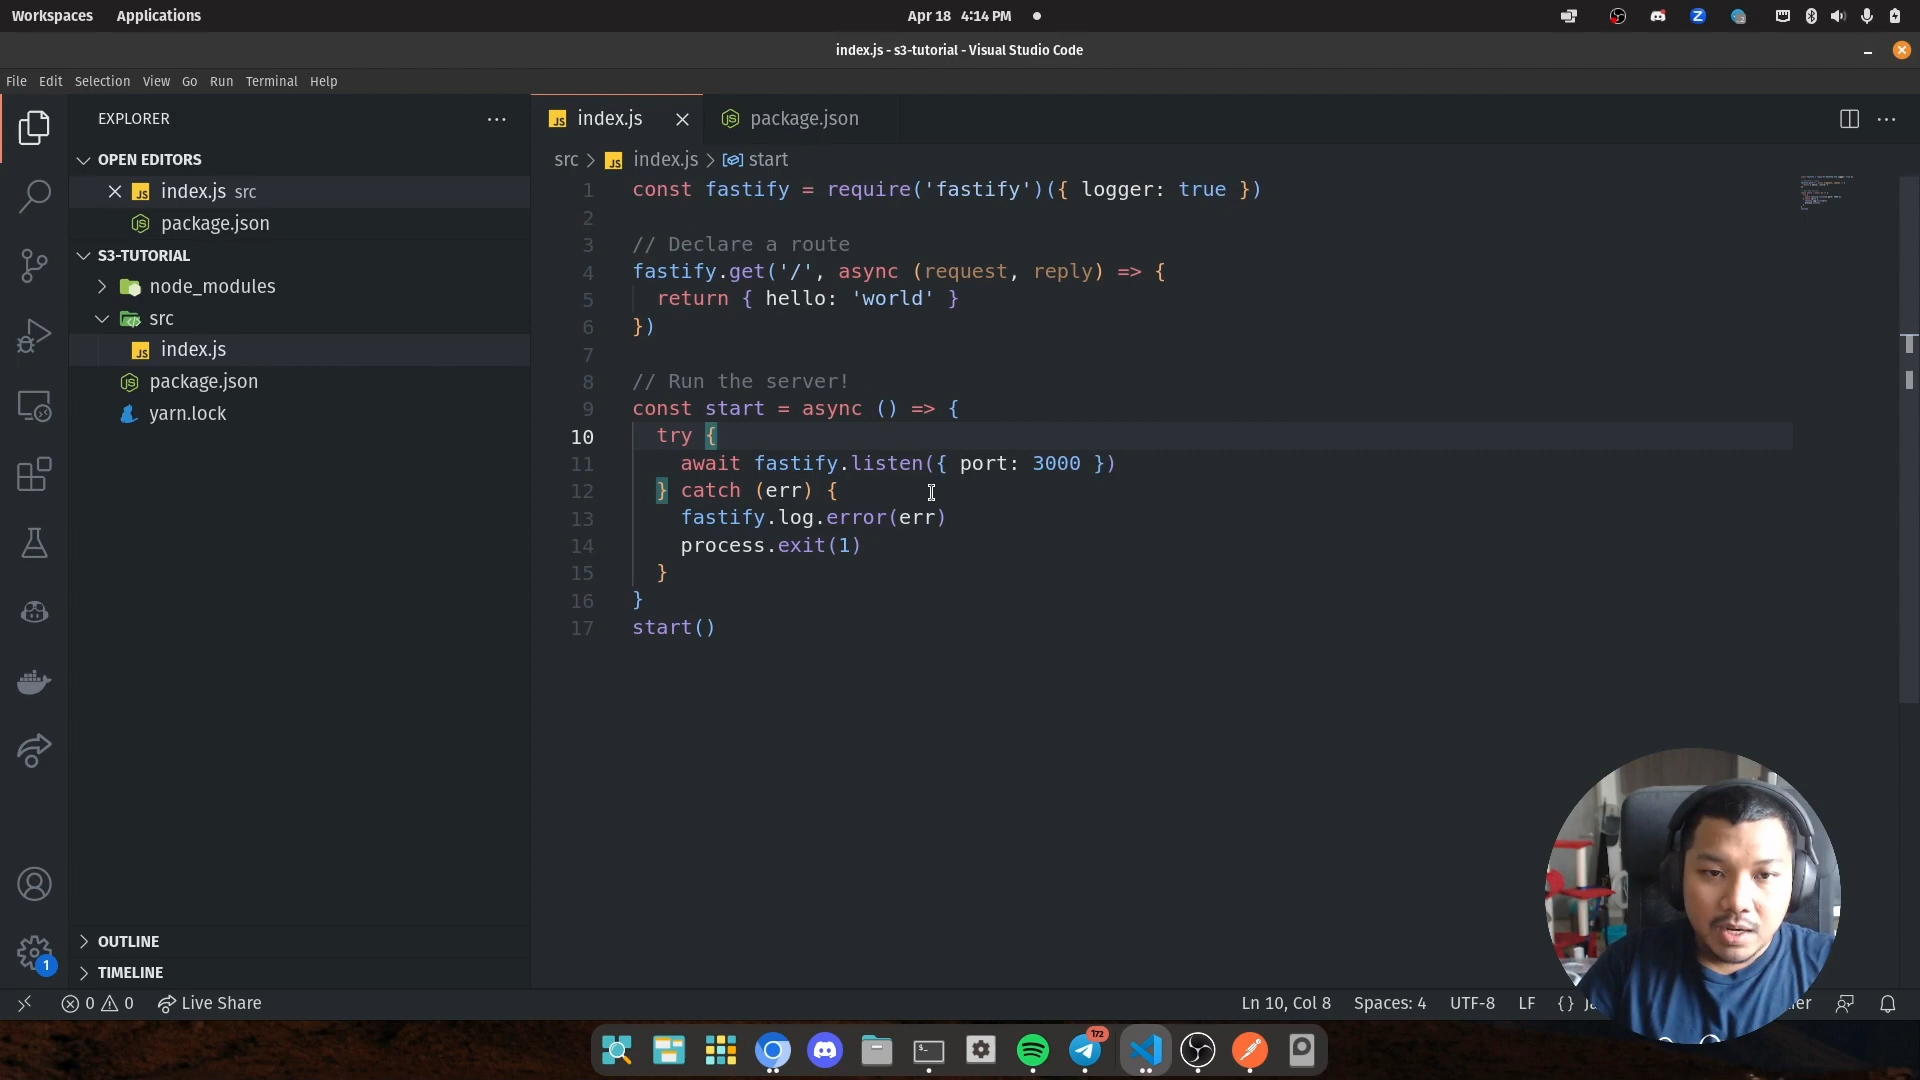 Workspaces Applications Apr 18 4:14 PM
index.js - s3-tutorial - Visual Studio Code
File Edit Selection View Go Run Terminal Help
EXPLORER
OPEN EDITORS
index.js src
package.json
S3-TUTORIAL
node_modules
src
index.js
package.json
yarn.lock
OUTLINE
TIMELINE
index.js package.json
src > index.js > start
1 const fastify = require('fastify')({ logger: true })
2
3 // Declare a route
4 fastify.get('/', async (request, reply) => {
5 return { hello: 'world' }
6 })
7
8 // Run the server!
9 const start = async () => {
10 try {
11 await fastify.listen({ port: 3000 })
12 } catch (err) {
13 fastify.log.error(err)
14 process.exit(1)
15 }
16 }
17 start()
1
0 0 Live Share Ln 10, Col 8 Spaces: 4 UTF-8 LF {}
172